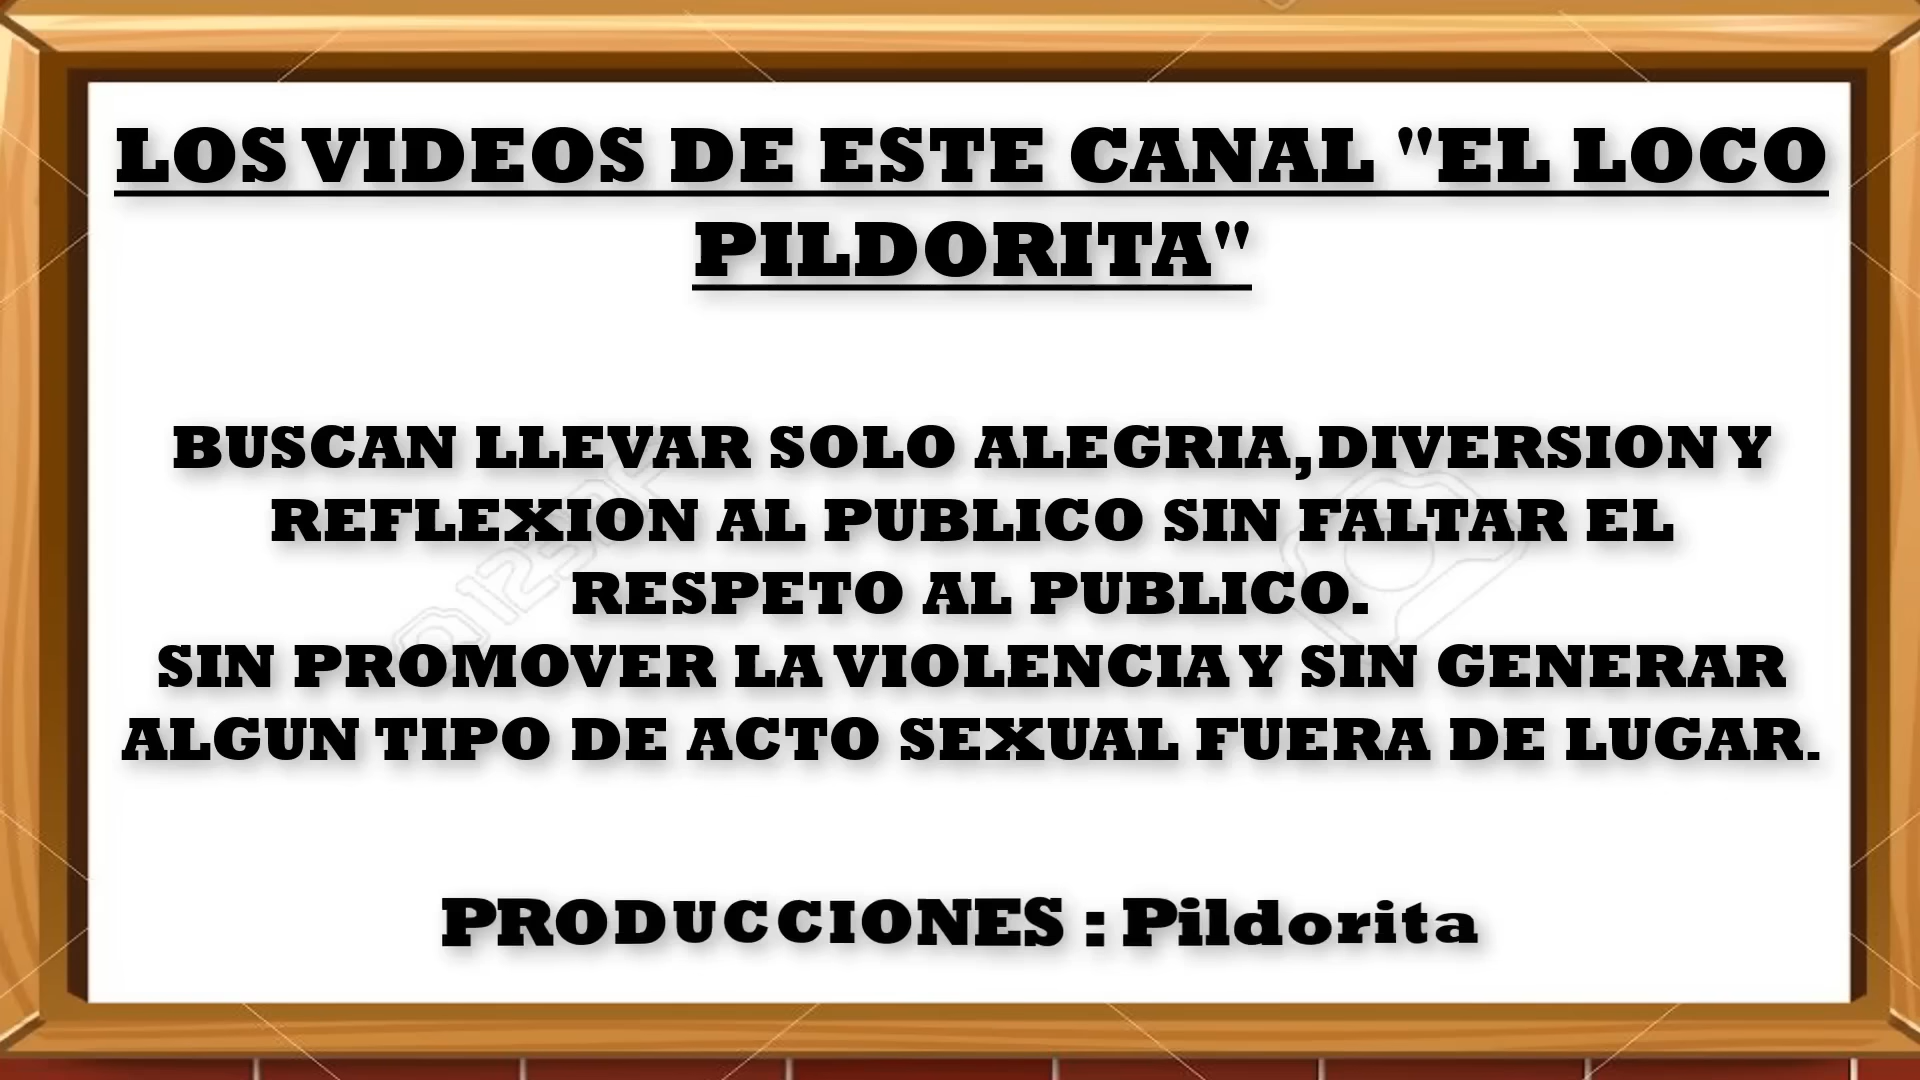 LOS VIDEOS DE ESTE CANAL "EL LOCO
PILDORITA"
BUSCAN LLEVAR SOLO ALEGRIA,DIVERSION Y
REFLEXION AL PUBLICO SIN FALTAR EL
RESPETO AL PUBLICO.
SIN PROMOVER LA VIOLENCIA Y SIN GENERAR
ALGUN TIPO DE ACTO SEXUAL FUERA DE LUGAR.
PRODUCCIONES : Pildorita